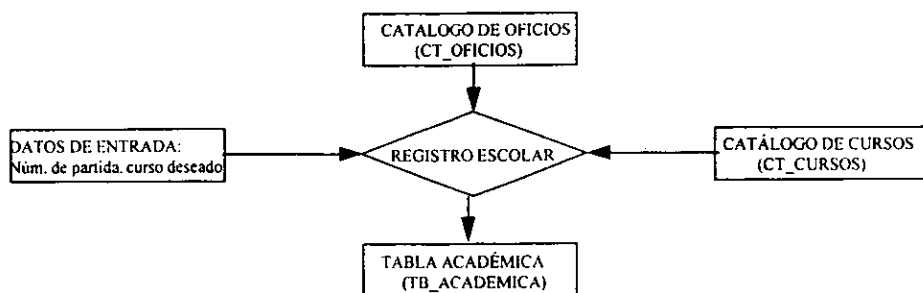 CATALOGO DE OFICIOS
(CT_OFICIOS)
DATOS DE ENTRADA:
Núm. de partida. curso deseado
REGISTRO ESCOLAR
CATÁLOGO DE CURSOS
(CT_CURSOS)
TABLA ACADÉMICA
(TB_ACADEMICA)